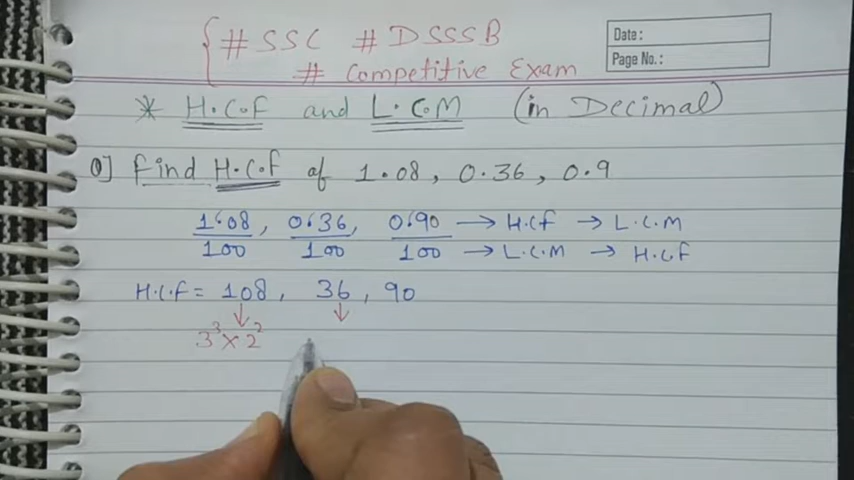 # SSC # DSSSB
# Competitive Exam
Date:
Page No.:
* H.C.F and L.C.M (in Decimal)
Q] Find H.C.F of 1.08, 0.36, 0.9
1.08, 0.36, 0.90 → H.C.F → L.C.M
100 100 100 → L.C.M → H.C.F
H.C.F = 108, 36, 90
↓ ↓
3³ × 2²